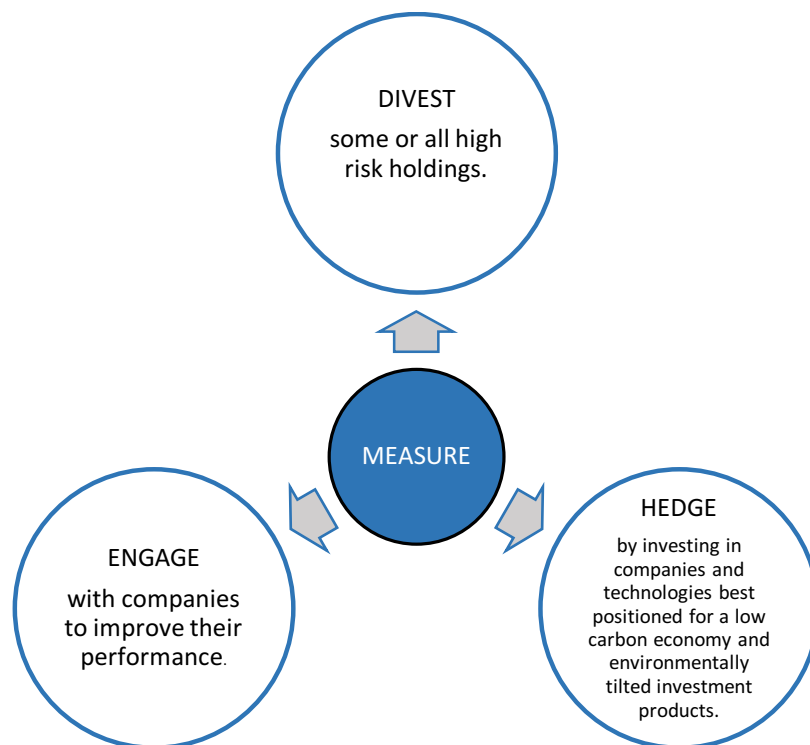 DIVEST
some or all high
risk holdings.
MEASURE
ENGAGE
with companies
to improve their
performance.
HEDGE
by investing in
companies and
technologies best
positioned for a low
carbon economy and
environmentally
tilted investment
products.